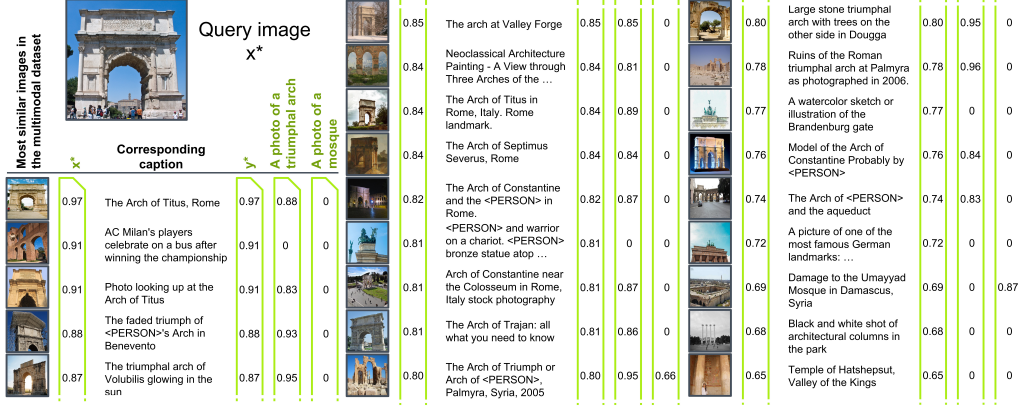 Most similar images in
the multimodal dataset
Query image
x*
x*
Corresponding
caption
y*
A photo of a
triumphal arch
A photo of a
mosque
0.97
The Arch of Titus, Rome
0.97 0.88 0
0.91
AC Milan's players
celebrate on a bus after
winning the championship
0.91 0 0
0.91
Photo looking up at the
Arch of Titus
0.91 0.83 0
0.88
The faded triumph of
<PERSON>'s Arch in
Benevento
0.88 0.93 0
0.87
The triumphal arch of
Volubilis glowing in the
sun
0.87 0.95 0
0.85
The arch at Valley Forge
0.85 0.85 0
0.84
Neoclassical Architecture
Painting - A View through
Three Arches of the …
0.84 0.81 0
0.84
The Arch of Titus in
Rome, Italy. Rome
landmark.
0.84 0.89 0
0.84
The Arch of Septimus
Severus, Rome
0.84 0.84 0
0.82
The Arch of Constantine
and the <PERSON> in
Rome.
0.82 0.87 0
0.81
<PERSON> and warrior
on a chariot. <PERSON>
bronze statue atop …
0.81 0 0
0.81
Arch of Constantine near
the Colosseum in Rome,
Italy stock photography
0.81 0.87 0
0.81
The Arch of Trajan: all
what you need to know
0.81 0.86 0
0.80
The Arch of Triumph or
Arch of <PERSON>,
Palmyra, Syria, 2005
0.80 0.95 0.66
0.80
Large stone triumphal
arch with trees on the
other side in Dougga
0.80 0.95 0
0.78
Ruins of the Roman
triumphal arch at Palmyra
as photographed in 2006.
0.78 0.96 0
0.77
A watercolor sketch or
illustration of the
Brandenburg gate
0.77 0 0
0.76
Model of the Arch of
Constantine Probably by
<PERSON>
0.76 0.84 0
0.74
The Arch of <PERSON>
and the aqueduct
0.74 0.83 0
0.72
A picture of one of the
most famous German
landmarks: …
0.72 0 0
0.69
Damage to the Umayyad
Mosque in Damascus,
Syria
0.69 0 0.87
0.68
Black and white shot of
architectural columns in
the park
0.68 0 0
0.65
Temple of Hatshepsut,
Valley of the Kings
0.65 0 0